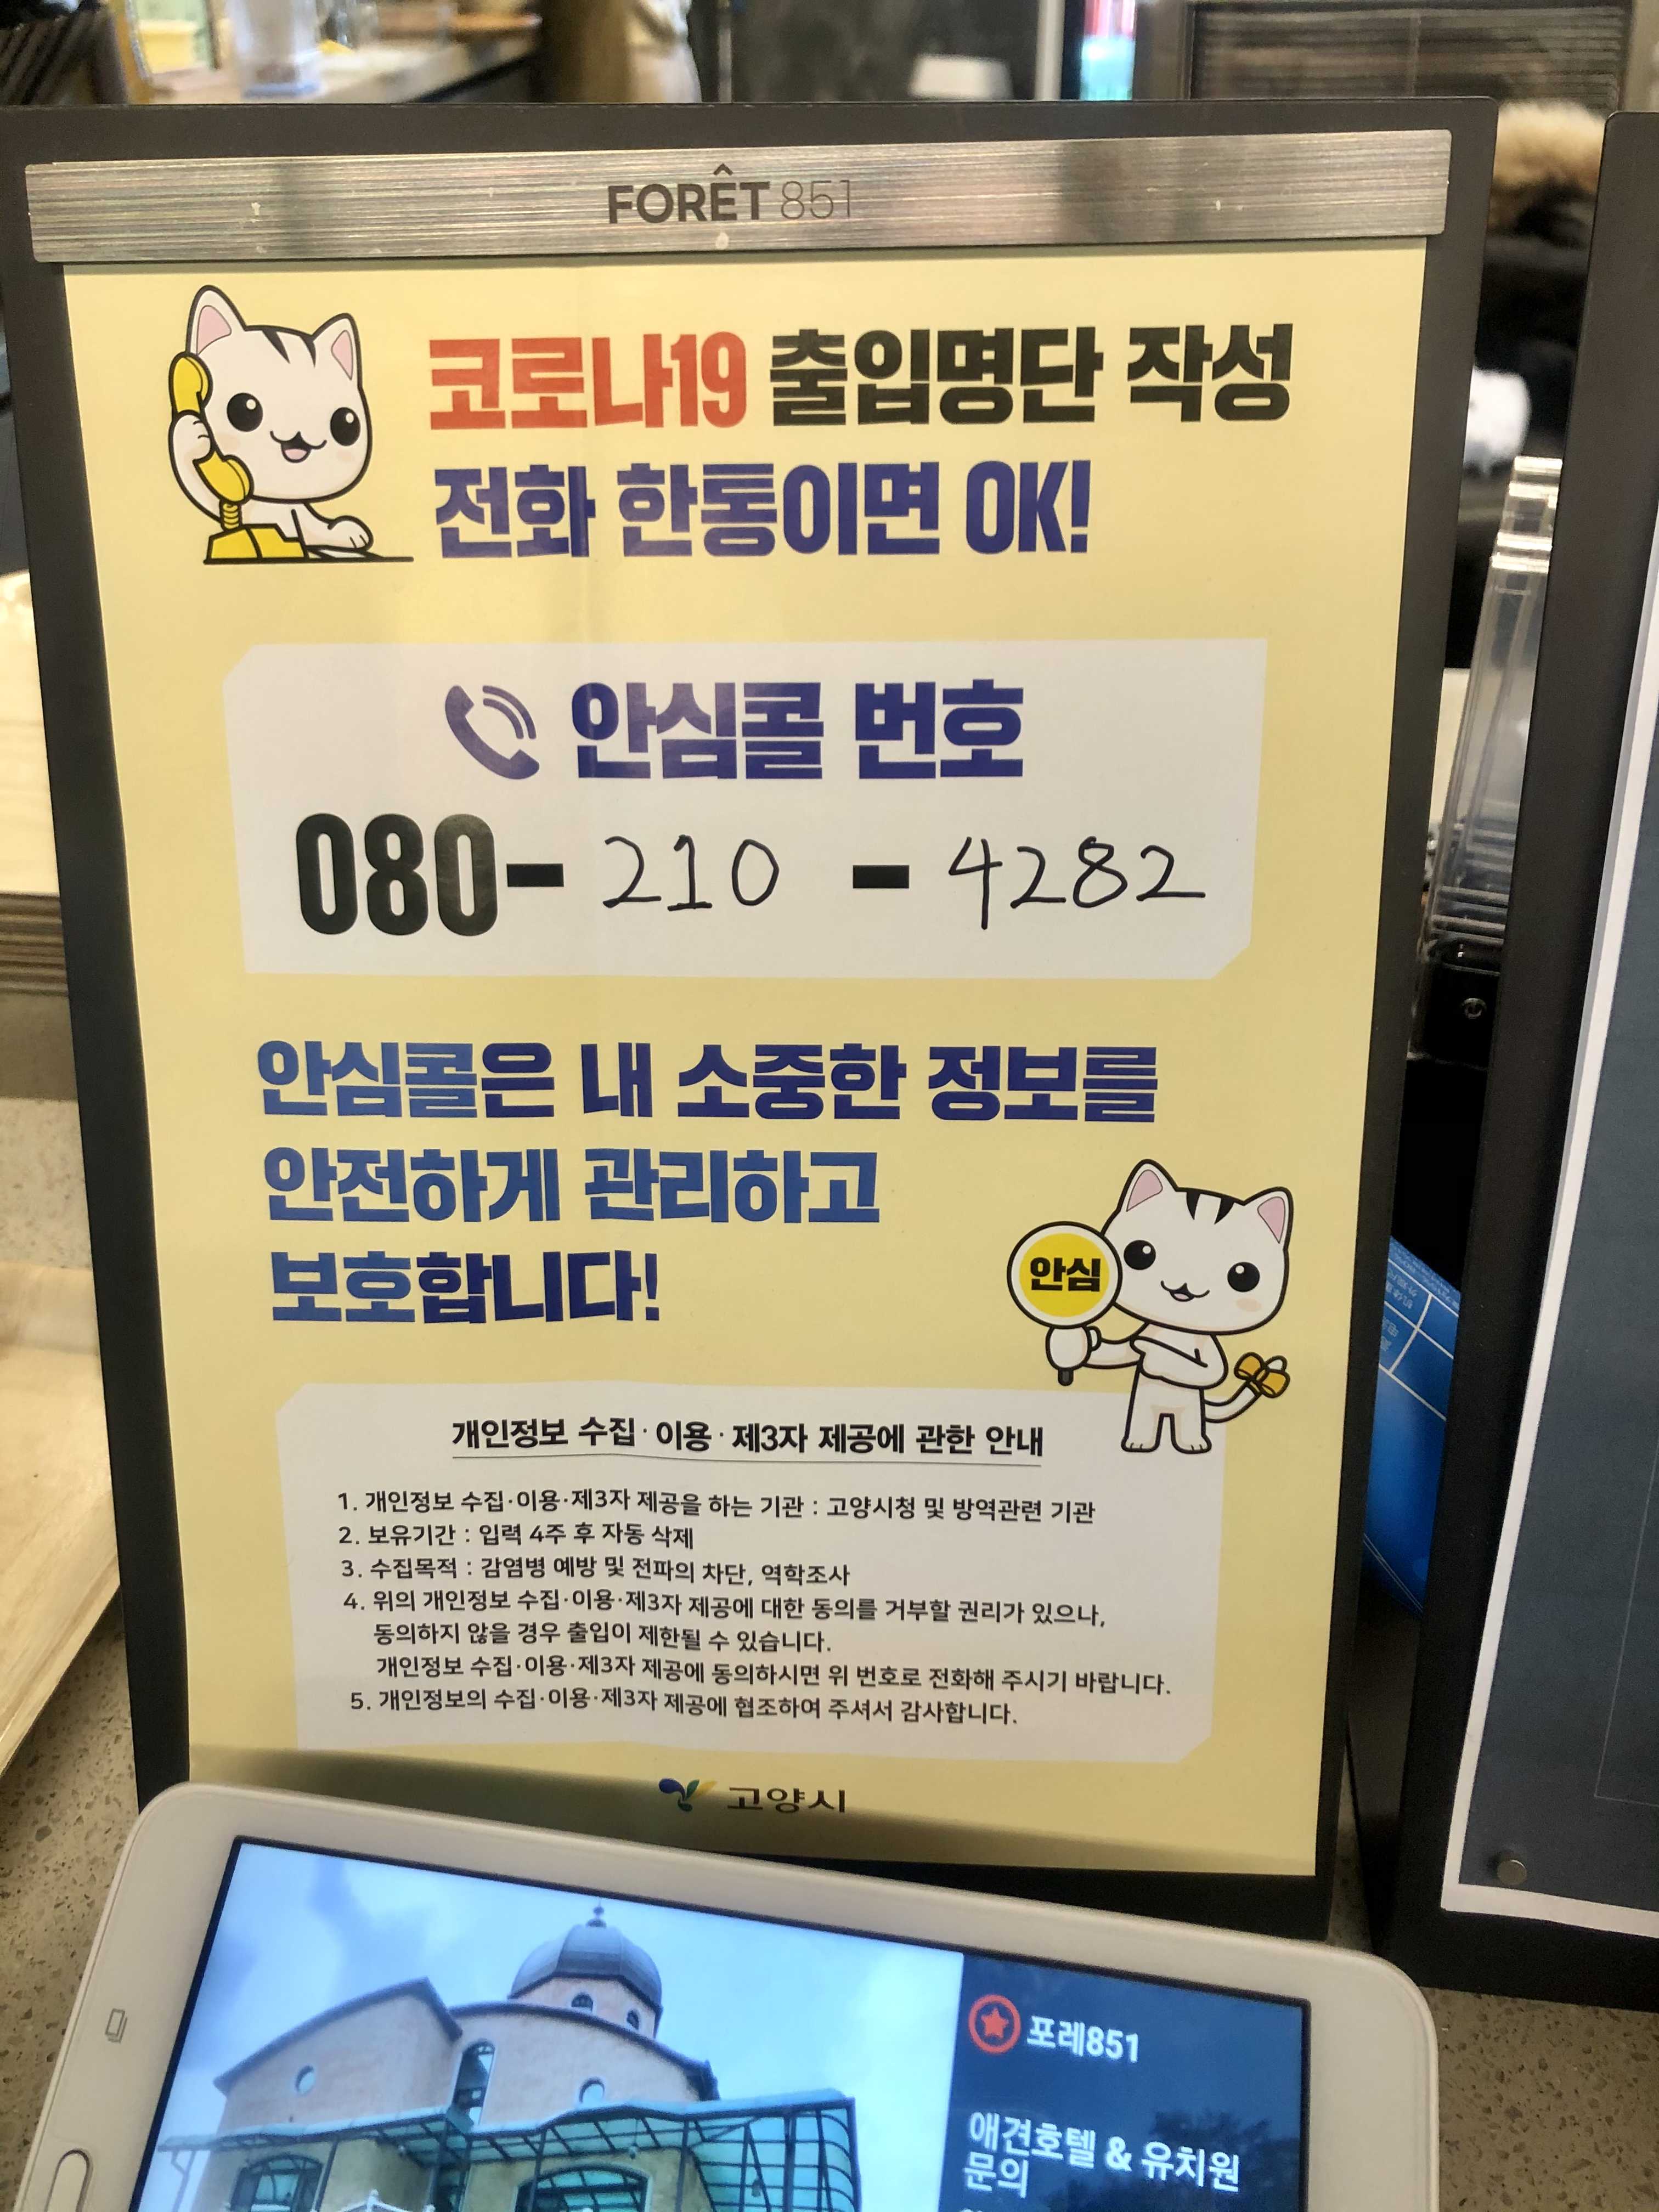 FORÊT 851
코로나19 출입명단 작성
전화 한통이면 OK!
안심콜 번호
080- 210 - 4282
안심콜은 내 소중한 정보를
안전하게 관리하고
보호합니다!
안심
개인정보 수집·이용·제3자 제공에 관한 안내
1. 개인정보 수집·이용·제3자 제공을 하는 기관 : 고양시청 및 방역관련 기관
2. 보유기간 : 입력 4주 후 자동 삭제
3. 수집목적 : 감염병 예방 및 전파의 차단, 역학조사
4. 위의 개인정보 수집·이용·제3자 제공에 대한 동의를 거부할 권리가 있으나,
동의하지 않을 경우 출입이 제한될 수 있습니다.
개인정보 수집·이용·제3자 제공에 동의하시면 위 번호로 전화해 주시기 바랍니다.
5. 개인정보의 수집·이용·제3자 제공에 협조하여 주셔서 감사합니다.
고양시
포레851
애견호텔 & 유치원
문의